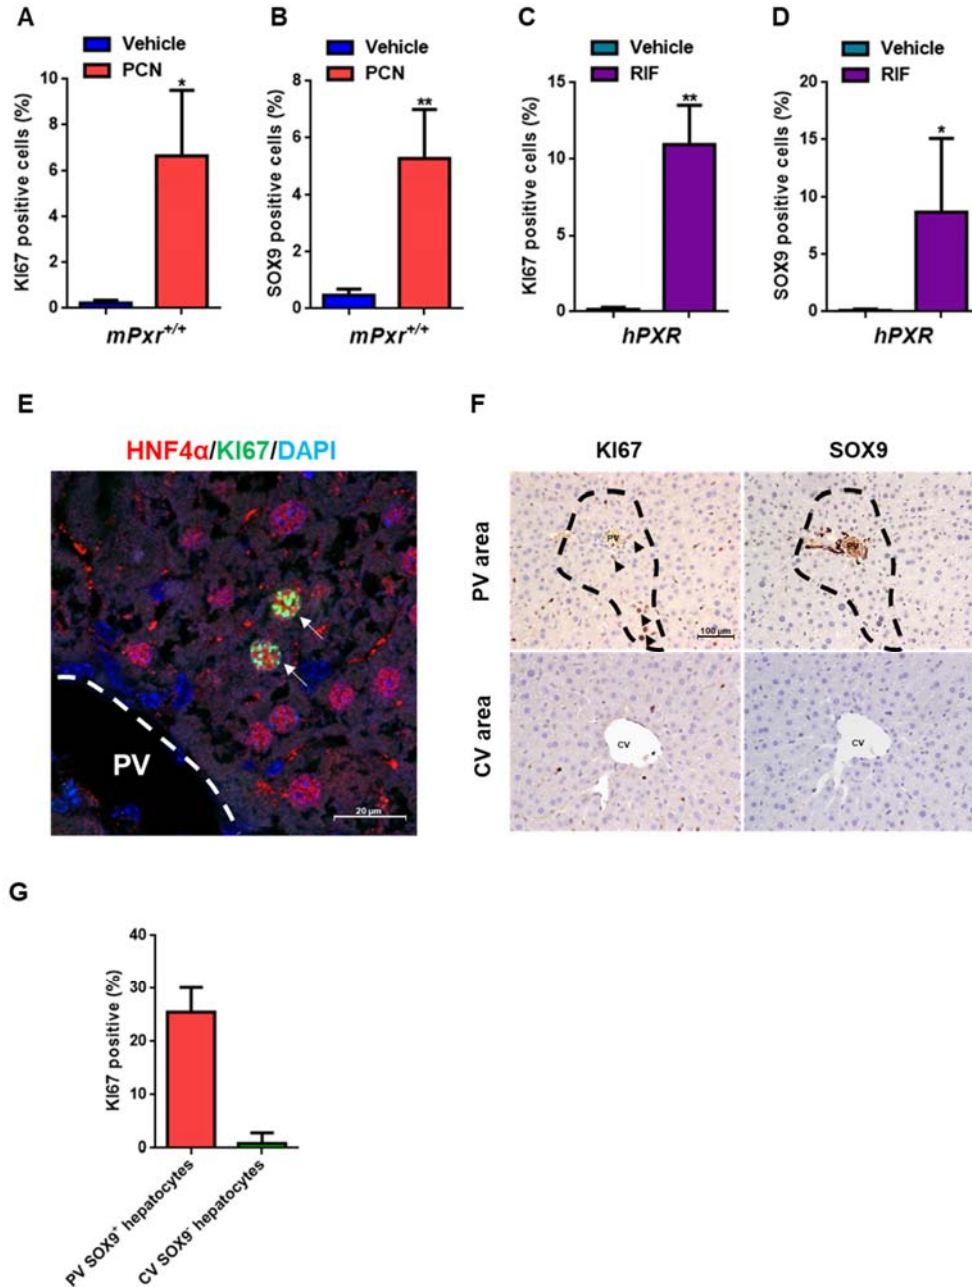 A
Vehicle
PCN
KI67 positive cells (%)
10
8
6
4
2
0
*
mPxr+/+
B
Vehicle
PCN
SOX9 positive cells (%)
8
6
4
2
0
**
mPxr+/+
C
Vehicle
RIF
KI67 positive cells (%)
15
10
5
0
**
hPXR
D
Vehicle
RIF
SOX9 positive cells (%)
20
15
10
5
0
*
hPXR
E
HNF4α/KI67/DAPI
PV
20 μm
F
KI67
SOX9
PV area
PV
100 μm
PV
CV area
CV
CV
G
KI67 positive (%)
40
30
20
10
0
PV SOX9+ hepatocytes
CV SOX9- hepatocytes